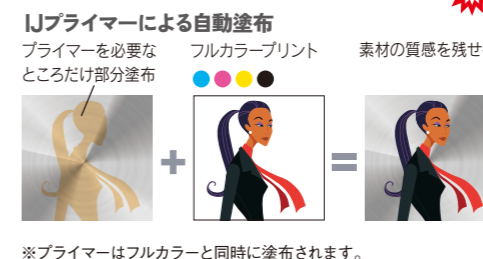 IJプライマーによる自動塗布
プライマーを必要な
ところだけ部分塗布
フルカラープリント
素材の質感を残せ
+
=
※プライマーはフルカラーと同時に塗布されます。